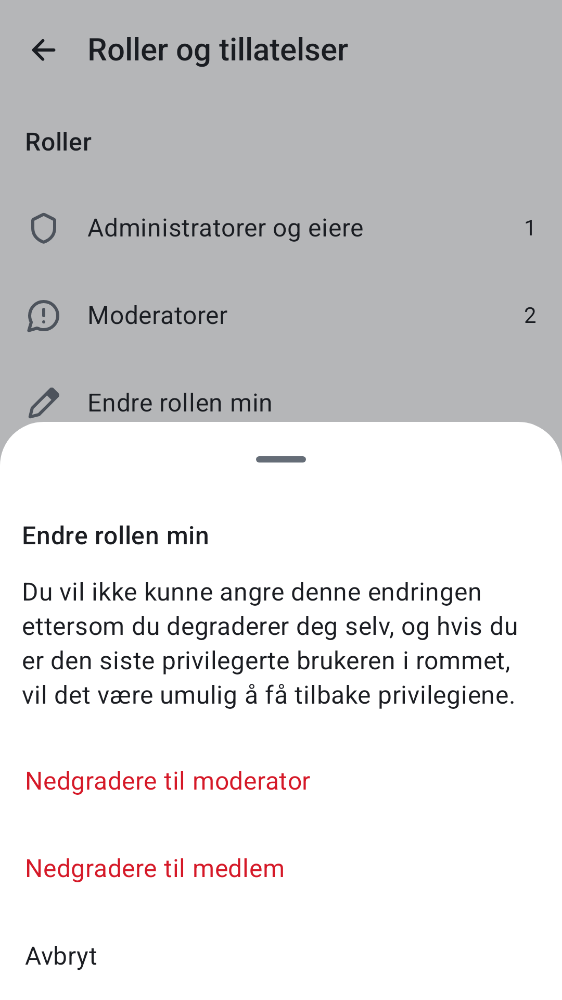 Roller og tillatelser
Roller
Administratorer og eiere 1
Moderatorer 2
Endre rollen min
Endre rollen min
Du vil ikke kunne angre denne endringen
ettersom du degraderer deg selv, og hvis du
er den siste privilegerte brukeren i rommet,
vil det være umulig å få tilbake privilegiene.
Nedgradere til moderator
Nedgradere til medlem
Avbryt